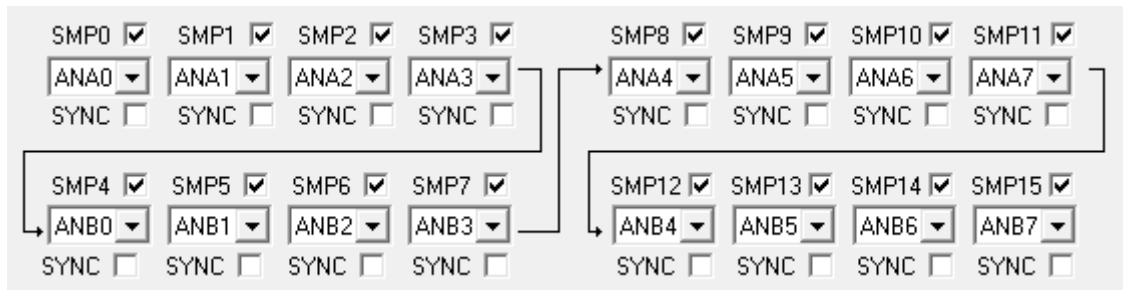 SMP0 SMP1 SMP2 SMP3 SMP8 SMP9 SMP10 SMP11
ANA0 ANA1 ANA2 ANA3 ANA4 ANA5 ANA6 ANA7
SYNC SYNC SYNC SYNC SYNC SYNC SYNC SYNC
SMP4 SMP5 SMP6 SMP7 SMP12 SMP13 SMP14 SMP15
ANB0 ANB1 ANB2 ANB3 ANB4 ANB5 ANB6 ANB7
SYNC SYNC SYNC SYNC SYNC SYNC SYNC SYNC